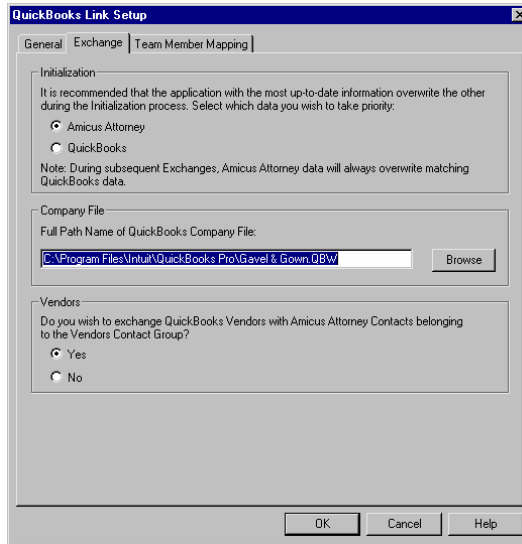 QuickBooks Link Setup
General Exchange Team Member Mapping
Initialization
It is recommended that the application with the most up-to-date information overwrite the other
during the Initialization process. Select which data you wish to take priority:
Amicus Attorney
QuickBooks
Note: During subsequent Exchanges, Amicus Attorney data will always overwrite matching
QuickBooks data.
Company File
Full Path Name of QuickBooks Company File:
C:\Program Files\Intuit\QuickBooks Pro\Gavel & Gown.QBW
Browse
Vendors
Do you wish to exchange QuickBooks Vendors with Amicus Attorney Contacts belonging
to the Vendors Contact Group?
Yes
No
OK Cancel Help